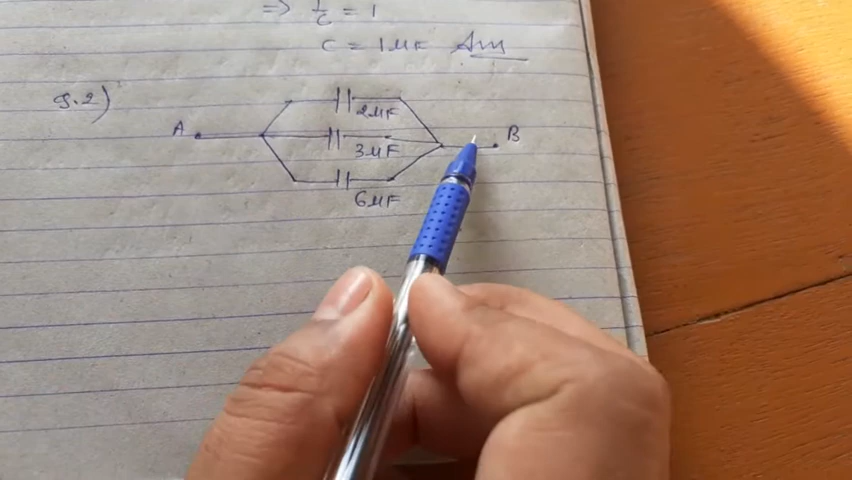 => 1/C = 1
C = 1μF Ans
Q.2)
2μF
A B
3μF
6μF